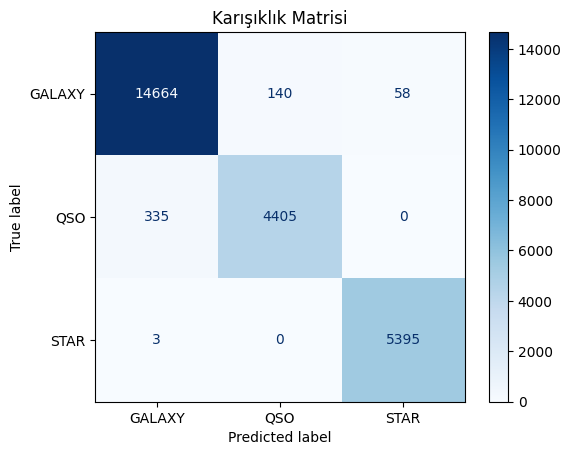 Karışıklık Matrisi
True label
GALAXY 14664 140 58
QSO 335 4405 0
STAR 3 0 5395
GALAXY QSO STAR
Predicted label
14000
12000
10000
8000
6000
4000
2000
0